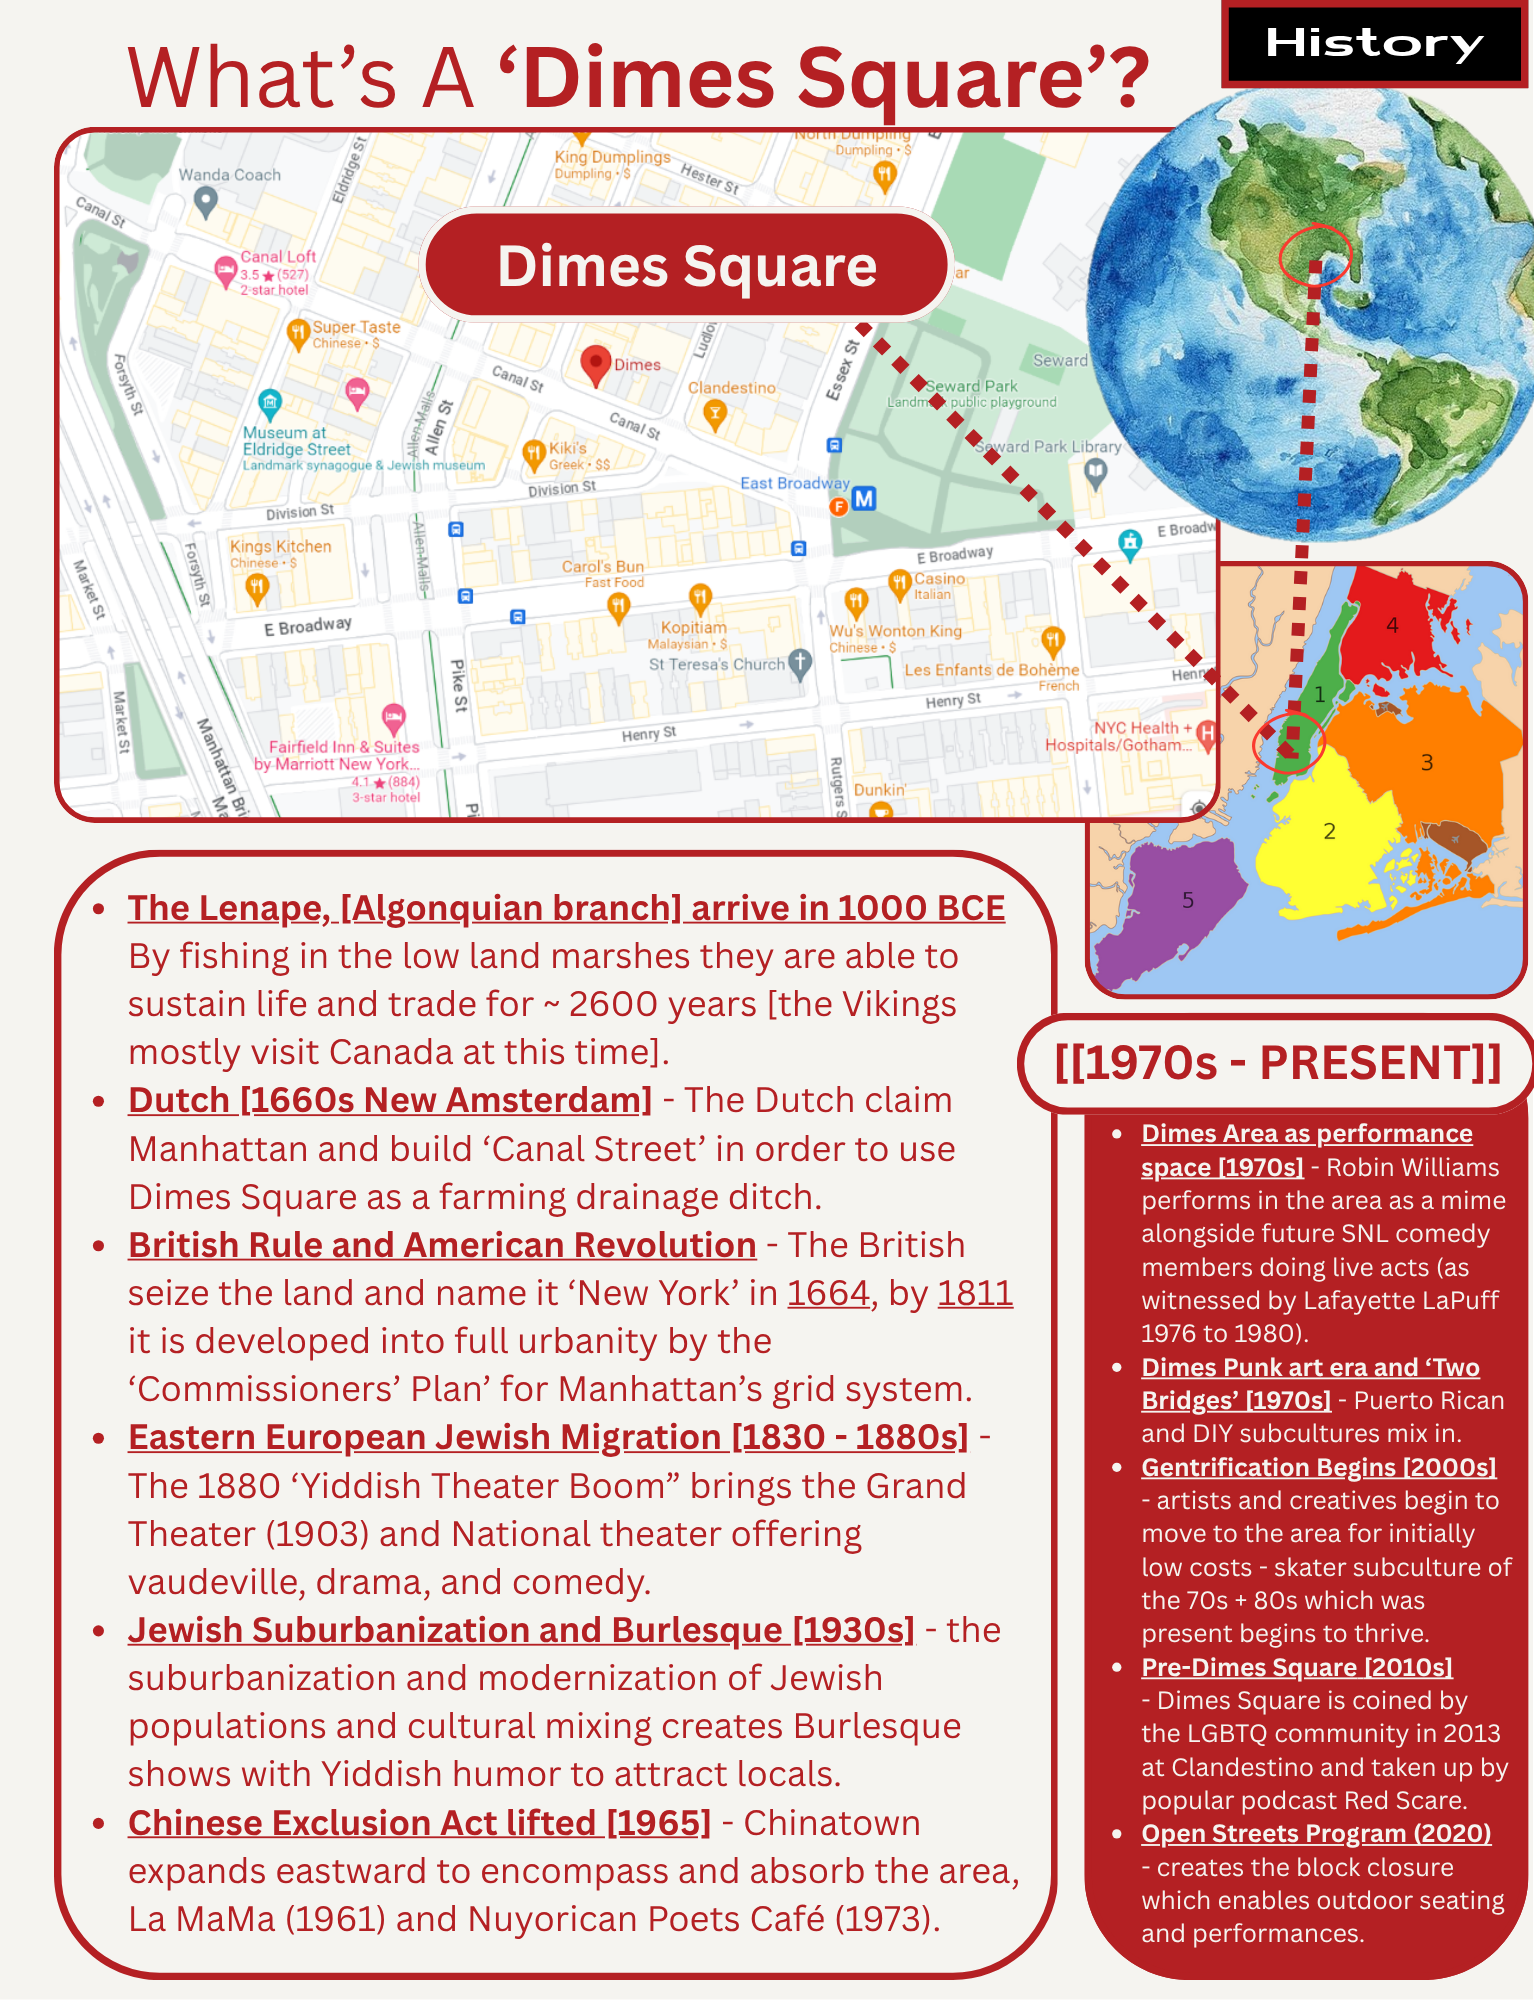 History
What's A 'Dimes Square'?
North Dumpling
Dumpling • $
King Dumplings
Dumpling • $
Hester St
Eldridge St
Wanda Coach
Canal St
Canal Loft
3.5 ★ (527)
2-star hotel
Dimes Square
ar
Super Taste
Chinese • $
Ludlo
Essex St
Dimes
Seward
Canal St
Forsyth St
Clandestino
Seward Park
Landmark public playground
Museum at
Eldridge Street
Landmark synagogue & Jewish museum
Allen Malls
Allen St
Canal St
Kiki's
Greek • $$
Seward Park Library
East Broadway
M
F
Division St
Division St
E Broadw
E Broadway
Kings Kitchen
Chinese • $
Forsyth St
Allen Malls
Market St
Carol's Bun
Fast Food
Casino
Italian
Kopitiam
Malaysian • $
Wu's Wonton King
Chinese • $
E Broadway
St Teresa's Church
Les Enfants de Bohème
French
Henr
Pike St
Market St
Henry St
Henry St
Manhattan Bri
Ma
Fairfield Inn & Suites
by Marriott New York...
4.1 ★ (884)
3-star hotel
NYC Health +
Hospitals/Gotham...
H
Rutgers S
Dunkin'
Pi
4
1
3
2
5
• The Lenape, [Algonquian branch] arrive in 1000 BCE
By fishing in the low land marshes they are able to
sustain life and trade for ~ 2600 years [the Vikings
mostly visit Canada at this time].
• Dutch [1660s New Amsterdam] - The Dutch claim
Manhattan and build 'Canal Street' in order to use
Dimes Square as a farming drainage ditch.
• British Rule and American Revolution - The British
seize the land and name it 'New York' in 1664, by 1811
it is developed into full urbanity by the
'Commissioners' Plan' for Manhattan's grid system.
• Eastern European Jewish Migration [1830 - 1880s] -
The 1880 'Yiddish Theater Boom" brings the Grand
Theater (1903) and National theater offering
vaudeville, drama, and comedy.
• Jewish Suburbanization and Burlesque [1930s] - the
suburbanization and modernization of Jewish
populations and cultural mixing creates Burlesque
shows with Yiddish humor to attract locals.
• Chinese Exclusion Act lifted [1965] - Chinatown
expands eastward to encompass and absorb the area,
La MaMa (1961) and Nuyorican Poets Café (1973).
[[1970s - PRESENT]]
• Dimes Area as performance
space [1970s] - Robin Williams
performs in the area as a mime
alongside future SNL comedy
members doing live acts (as
witnessed by Lafayette LaPuff
1976 to 1980).
• Dimes Punk art era and 'Two
Bridges' [1970s] - Puerto Rican
and DIY subcultures mix in.
• Gentrification Begins [2000s]
- artists and creatives begin to
move to the area for initially
low costs - skater subculture of
the 70s + 80s which was
present begins to thrive.
• Pre-Dimes Square [2010s]
- Dimes Square is coined by
the LGBTQ community in 2013
at Clandestino and taken up by
popular podcast Red Scare.
• Open Streets Program (2020)
- creates the block closure
which enables outdoor seating
and performances.